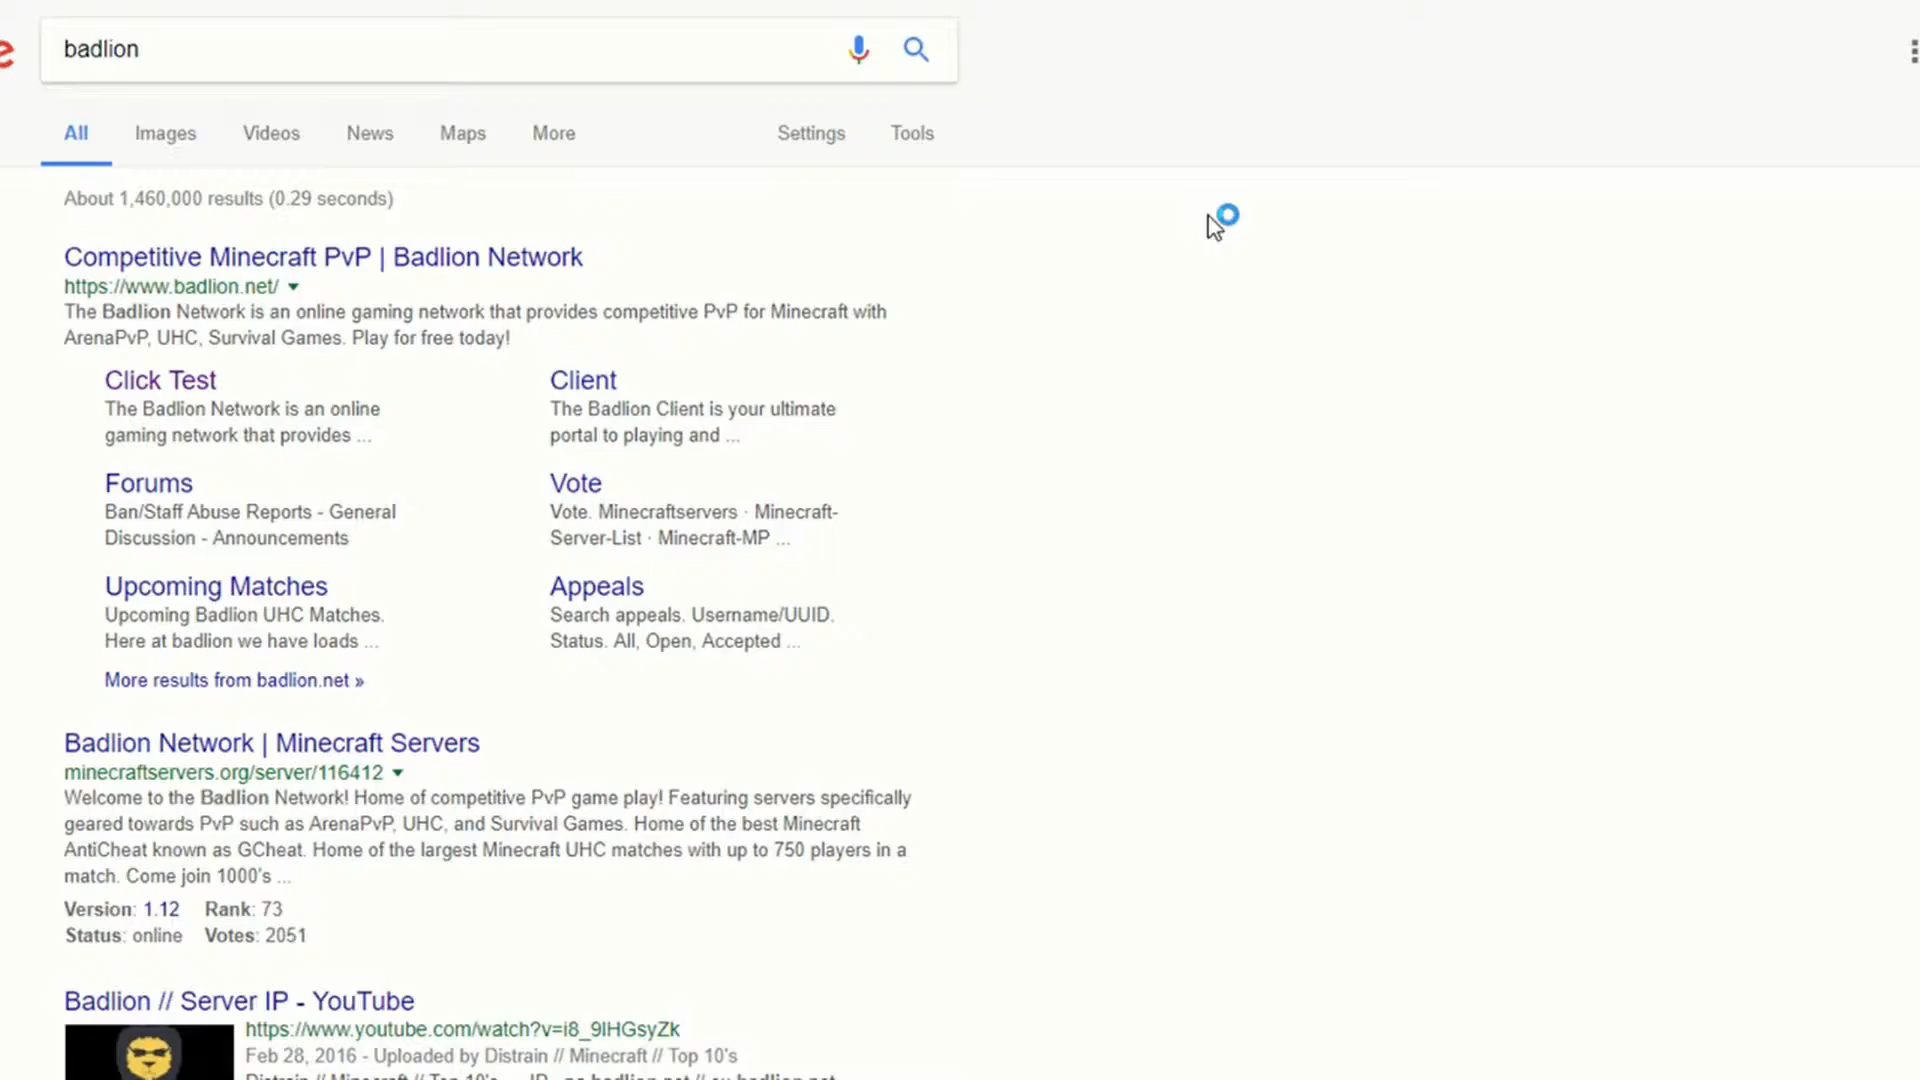 e
badlion
All Images Videos News Maps More Settings Tools
About 1,460,000 results (0.29 seconds)
Competitive Minecraft PvP | Badlion Network
https://www.badlion.net/
The Badlion Network is an online gaming network that provides competitive PvP for Minecraft with
ArenaPvP, UHC, Survival Games. Play for free today!
Click Test
The Badlion Network is an online
gaming network that provides ...
Client
The Badlion Client is your ultimate
portal to playing and ...
Forums
Ban/Staff Abuse Reports - General
Discussion - Announcements
Vote
Vote. Minecraftservers · Minecraft-
Server-List · Minecraft-MP ...
Upcoming Matches
Upcoming Badlion UHC Matches.
Here at badlion we have loads ...
Appeals
Search appeals. Username/UUID.
Status. All, Open, Accepted ...
More results from badlion.net »
Badlion Network | Minecraft Servers
minecraftservers.org/server/116412
Welcome to the Badlion Network! Home of competitive PvP game play! Featuring servers specifically
geared towards PvP such as ArenaPvP, UHC, and Survival Games. Home of the best Minecraft
AntiCheat known as GCheat. Home of the largest Minecraft UHC matches with up to 750 players in a
match. Come join 1000's ...
Version: 1.12 Rank: 73
Status: online Votes: 2051
Badlion // Server IP - YouTube
https://www.youtube.com/watch?v=i8_9lHGsyZk
Feb 28, 2016 - Uploaded by Distrain // Minecraft // Top 10's